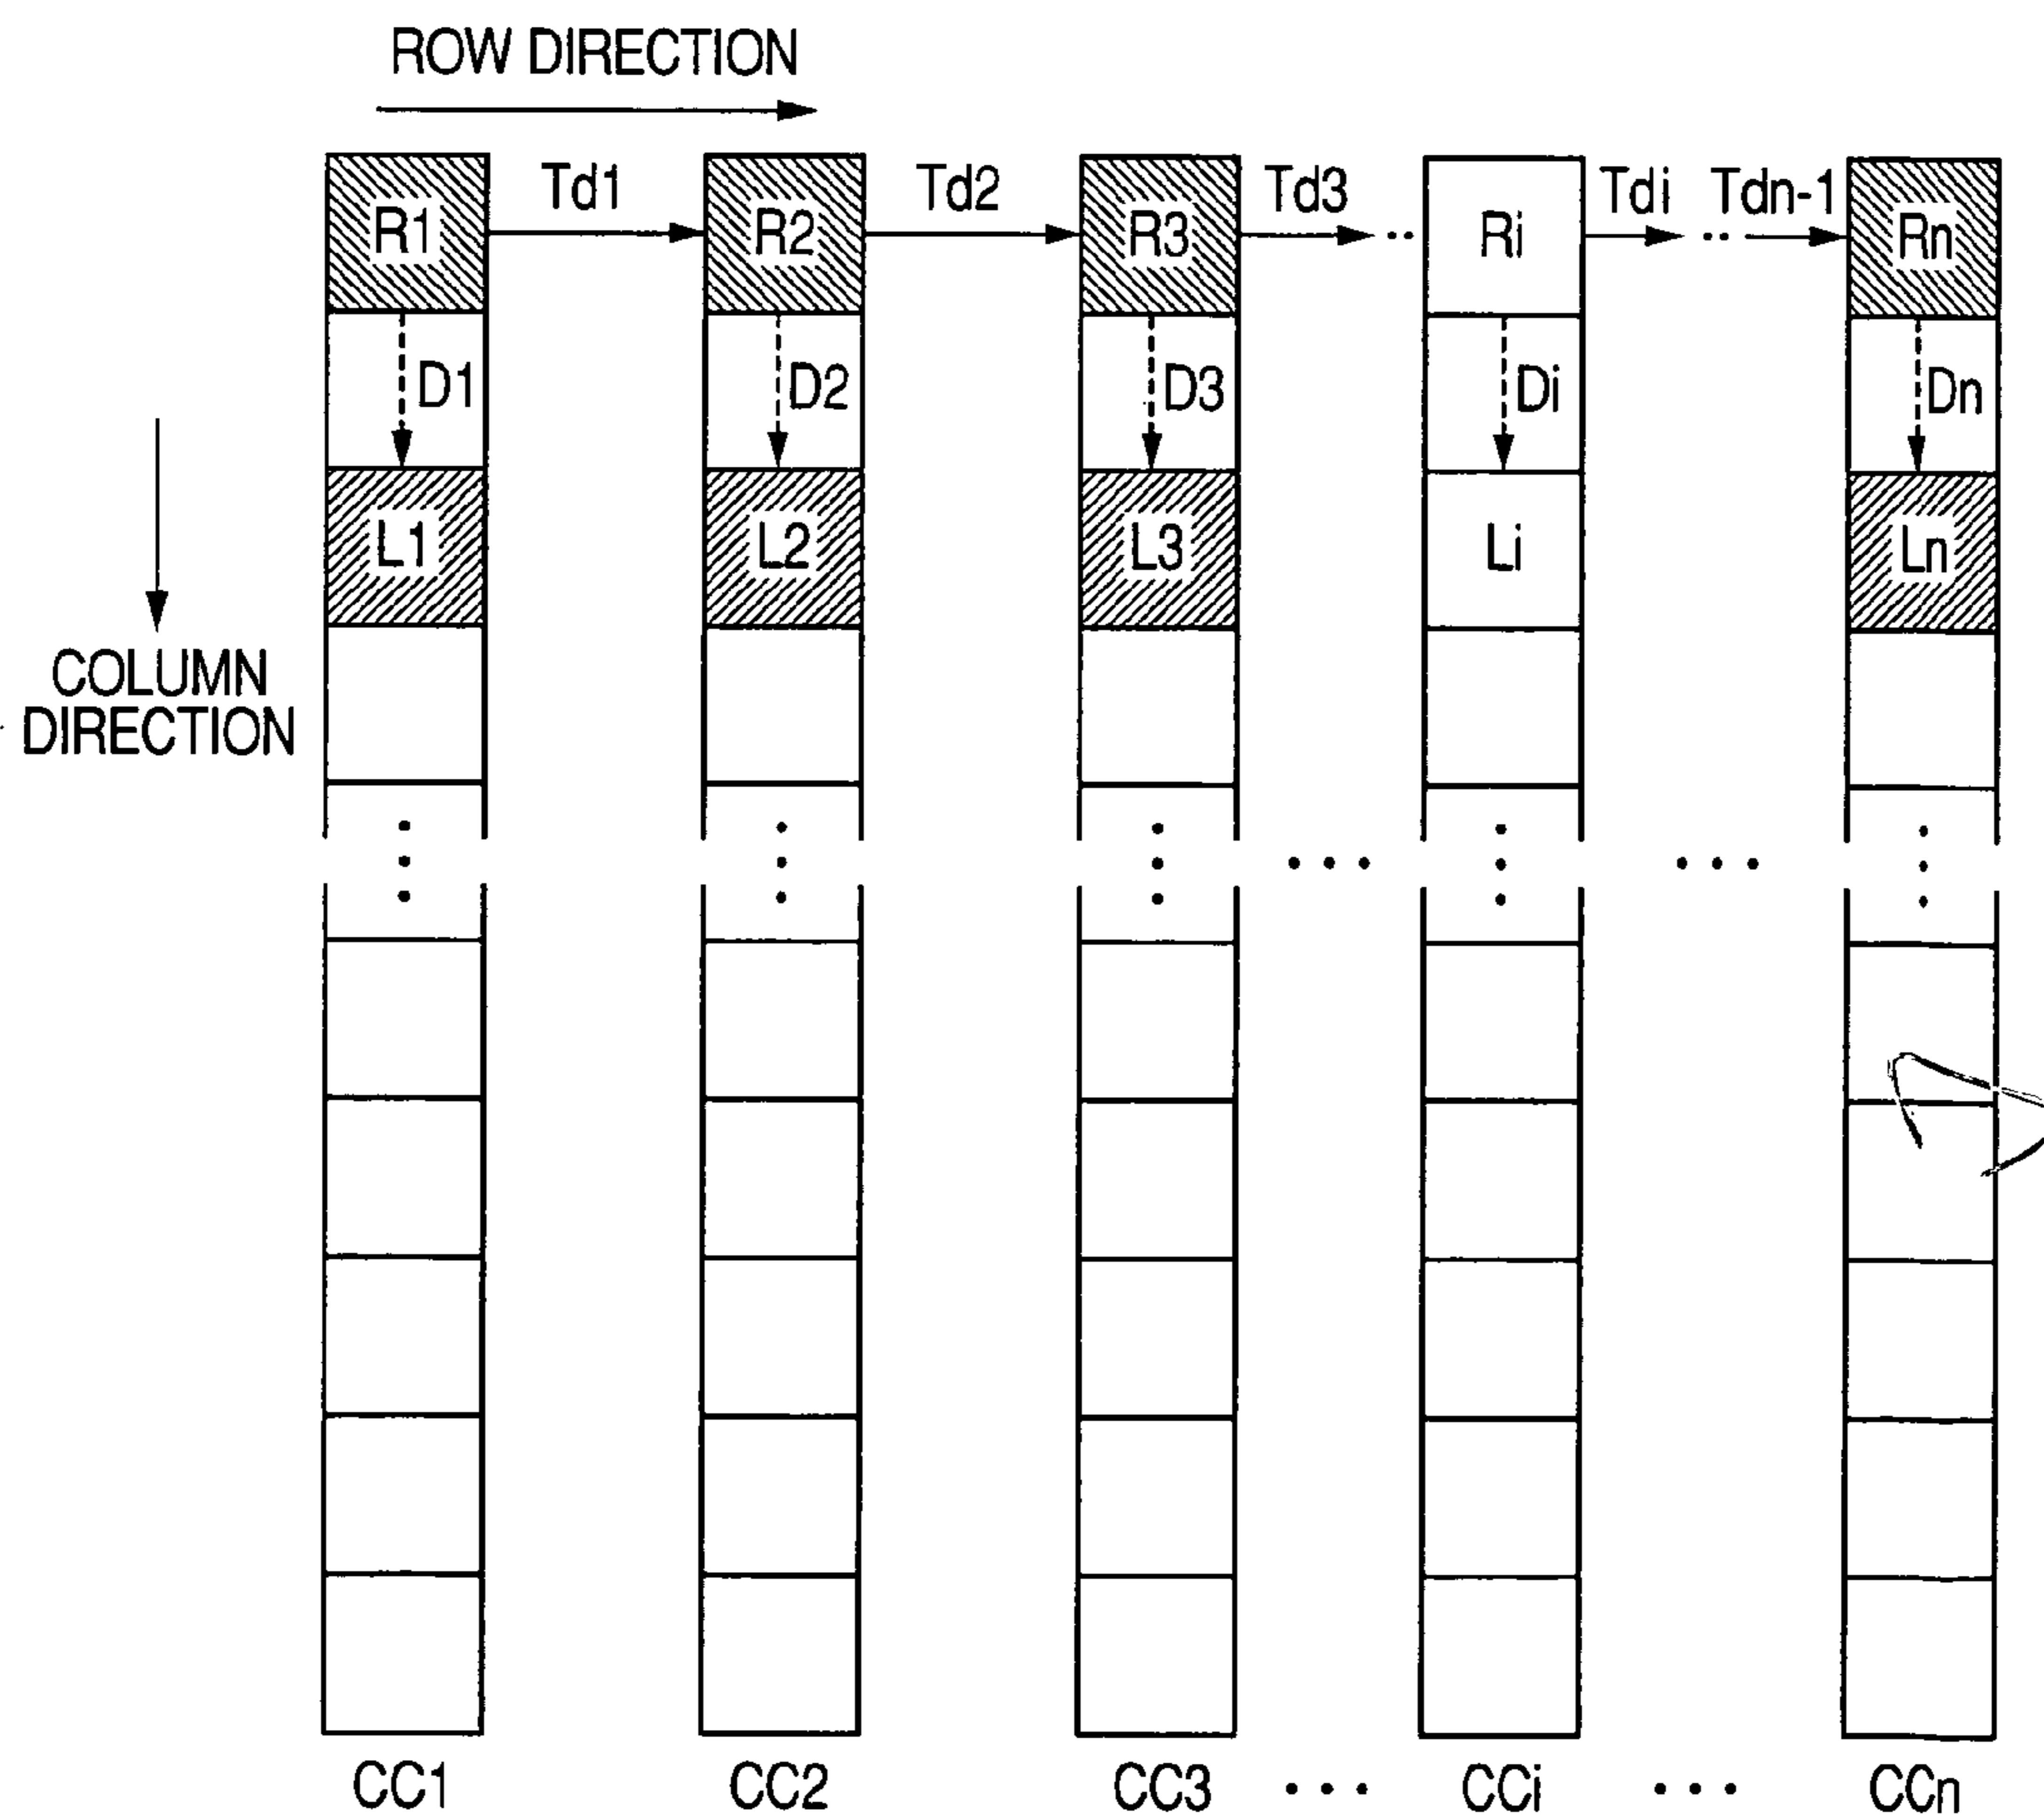 ROW DIRECTION
Td1 Td2 Td3 Tdi Tdn-1
R1 R2 R3 Ri Rn
D1 D2 D3 Di Dn
L1 L2 L3 Li Ln
COLUMN
DIRECTION
CC1 CC2 CC3 ••• CCi ••• CCn